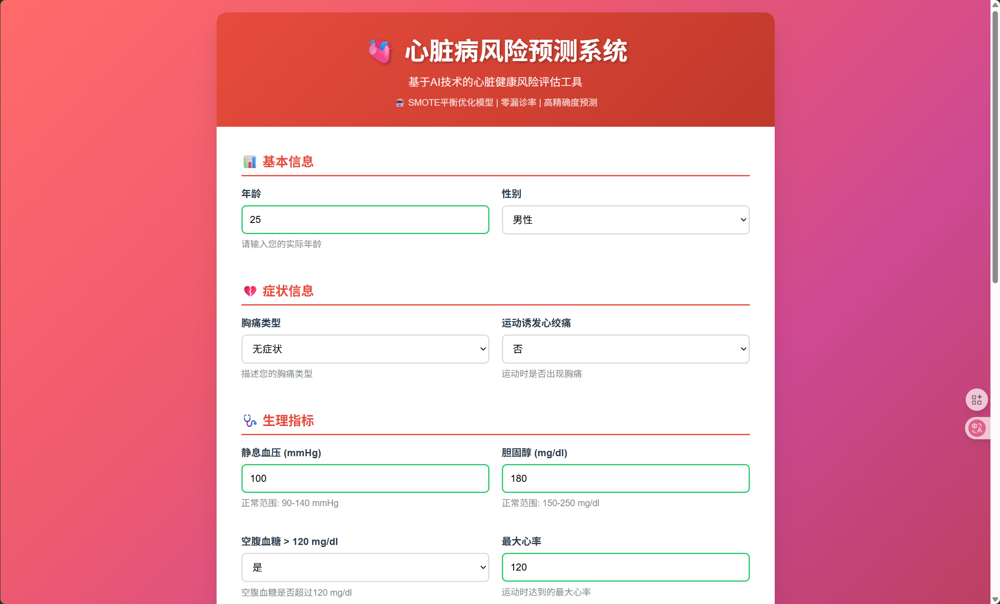 心脏病风险预测系统
基于AI技术的心脏健康风险评估工具
SMOTE平衡优化模型 | 零漏诊率 | 高精确度预测
基本信息
年龄
性别
25
男性
请输入您的实际年龄
症状信息
胸痛类型
运动诱发心绞痛
无症状
否
描述您的胸痛类型
运动时是否出现胸痛
生理指标
静息血压 (mmHg)
胆固醇 (mg/dl)
100
180
正常范围: 90-140 mmHg
正常范围: 150-250 mg/dl
空腹血糖 > 120 mg/dl
最大心率
是
120
空腹血糖是否超过120 mg/dl
运动时达到的最大心率
中A